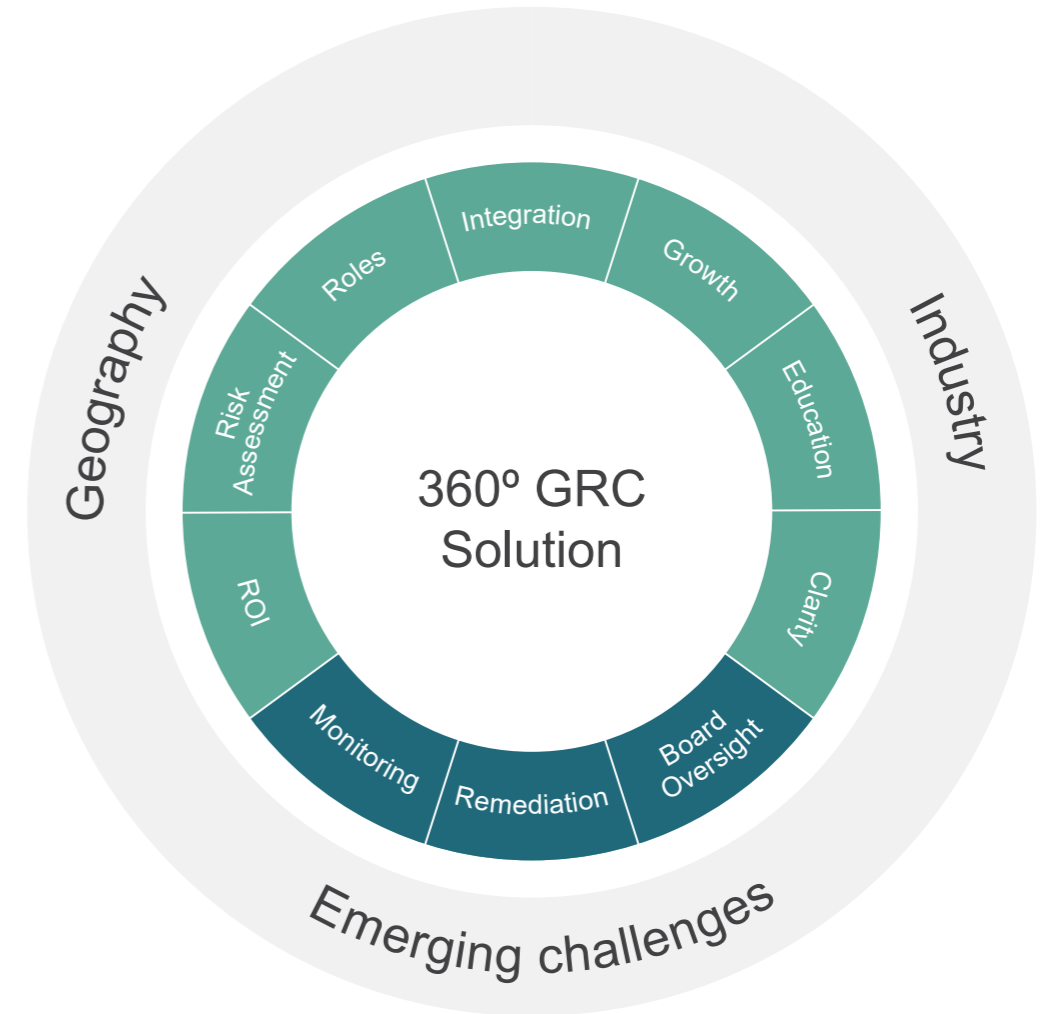 360º GRC
Solution
Integration
Growth
Education
Clarity
Board
Oversight
Remediation
Monitoring
ROI
Risk
Assessment
Roles
Geography
Industry
Emerging challenges